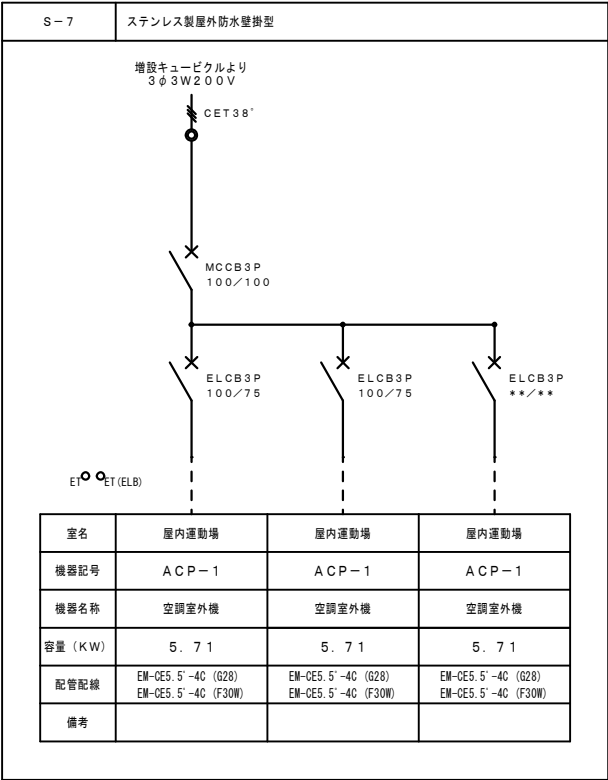 S－7 ステンレス製屋外防水壁掛型
増設キュービクルより
3φ3W200V
CET38°
MCCB3P
100／100
ELCB3P
100／75
ELCB3P
100／75
ELCB3P
**／**
ET ET(ELB)
室名 屋内運動場 屋内運動場 屋内運動場
機器記号 ACP－1 ACP－1 ACP－1
機器名称 空調室外機 空調室外機 空調室外機
容量（KW） 5．71 5．71 5．71
配管配線 EM-CE5.5°-4C (G28) EM-CE5.5°-4C (G28) EM-CE5.5°-4C (G28)
EM-CE5.5°-4C (F30W) EM-CE5.5°-4C (F30W) EM-CE5.5°-4C (F30W)
備考